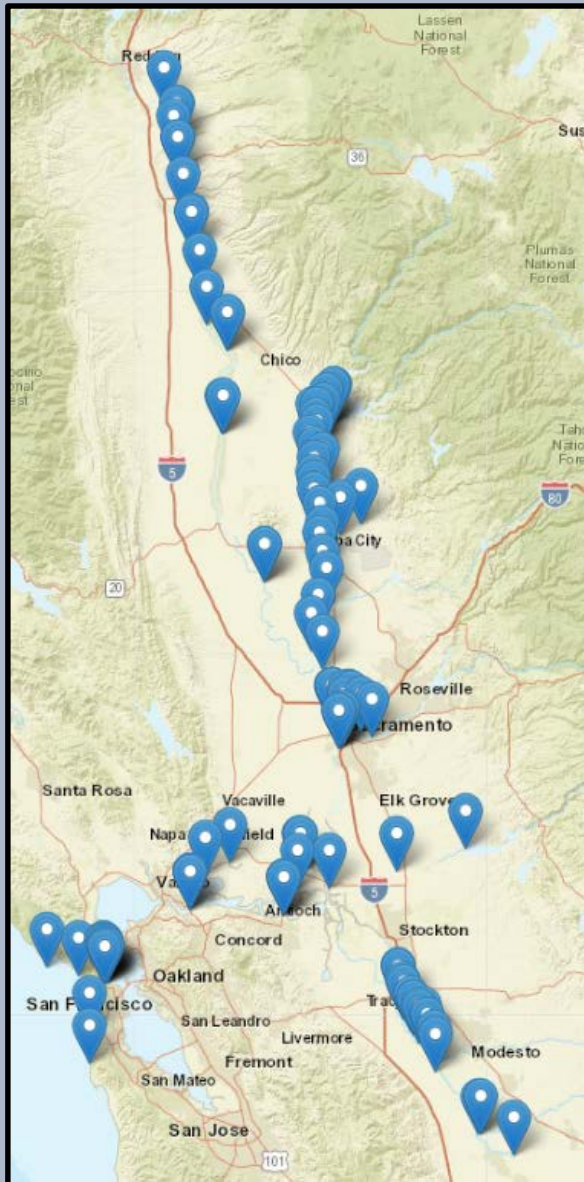 Lassen
National
Forest
36
Plumas
National
Forest
Chico
5
80
20
Roseville
Santa Rosa
Vacaville
Elk Grove
Napa
5
Antioch
Stockton
Concord
Oakland
San Leandro
Livermore
Modesto
Fremont
San Mateo
San Jose
101